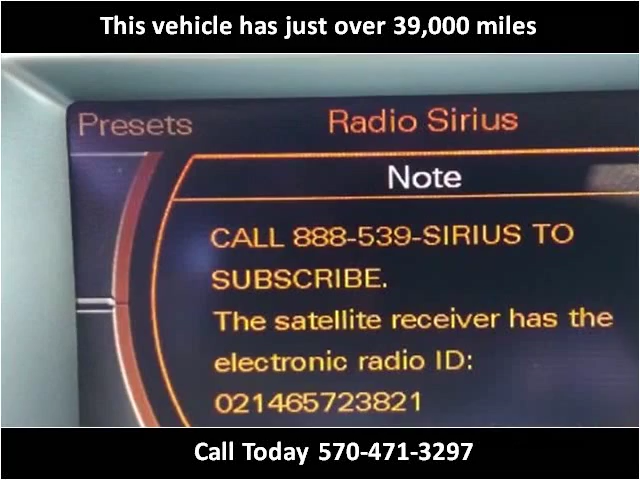 This vehicle has just over 39,000 miles
Presets
Radio Sirius
Note
CALL 888-539-SIRIUS TO
SUBSCRIBE.
The satellite receiver has the
electronic radio ID:
021465723821
Call Today 570-471-3297